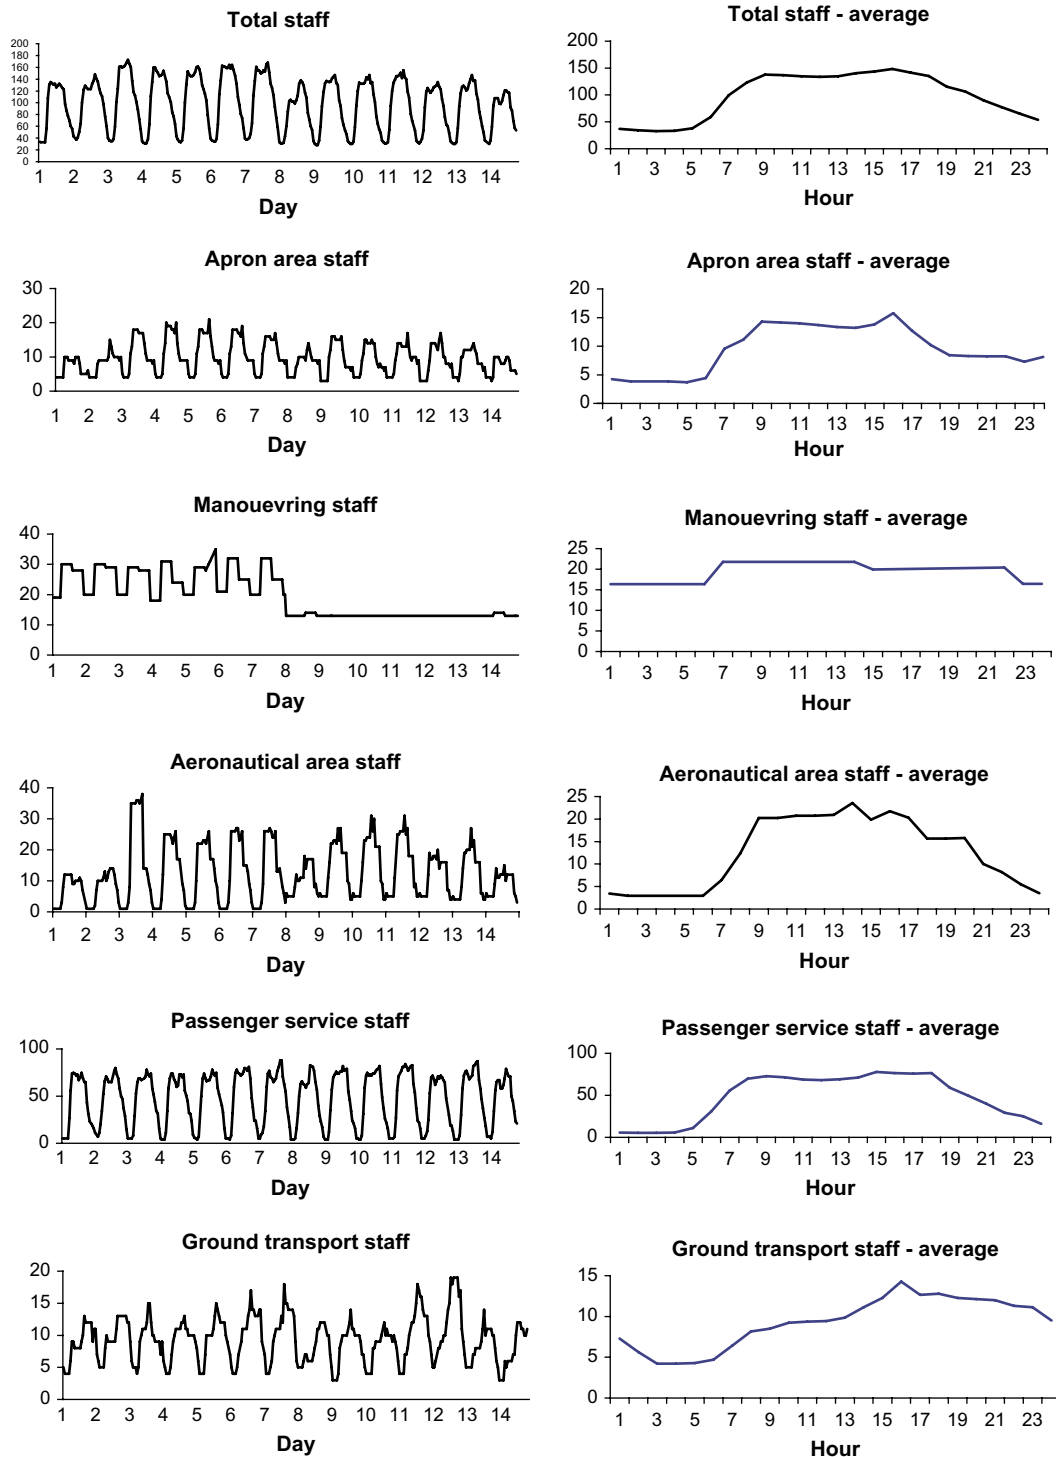 Total staff
200
180
160
140
120
100
80
60
40
20
0
1 2 3 4 5 6 7 8 9 10 11 12 13 14
Day
Total staff - average
200
150
100
50
0
1 3 5 7 9 11 13 15 17 19 21 23
Hour
Apron area staff
30
20
10
0
1 2 3 4 5 6 7 8 9 10 11 12 13 14
Day
Apron area staff - average
20
15
10
5
0
1 3 5 7 9 11 13 15 17 19 21 23
Hour
Manouevring staff
40
30
20
10
0
1 2 3 4 5 6 7 8 9 10 11 12 13 14
Day
Manouevring staff - average
25
20
15
10
5
0
1 3 5 7 9 11 13 15 17 19 21 23
Hour
Aeronautical area staff
40
30
20
10
0
1 2 3 4 5 6 7 8 9 10 11 12 13 14
Day
Aeronautical area staff - average
25
20
15
10
5
0
1 3 5 7 9 11 13 15 17 19 21 23
Hour
Passenger service staff
100
50
0
1 2 3 4 5 6 7 8 9 10 11 12 13 14
Day
Passenger service staff - average
100
50
0
1 3 5 7 9 11 13 15 17 19 21 23
Hour
Ground transport staff
20
15
10
5
0
1 2 3 4 5 6 7 8 9 10 11 12 13 14
Day
Ground transport staff - average
15
10
5
0
1 3 5 7 9 11 13 15 17 19 21 23
Hour